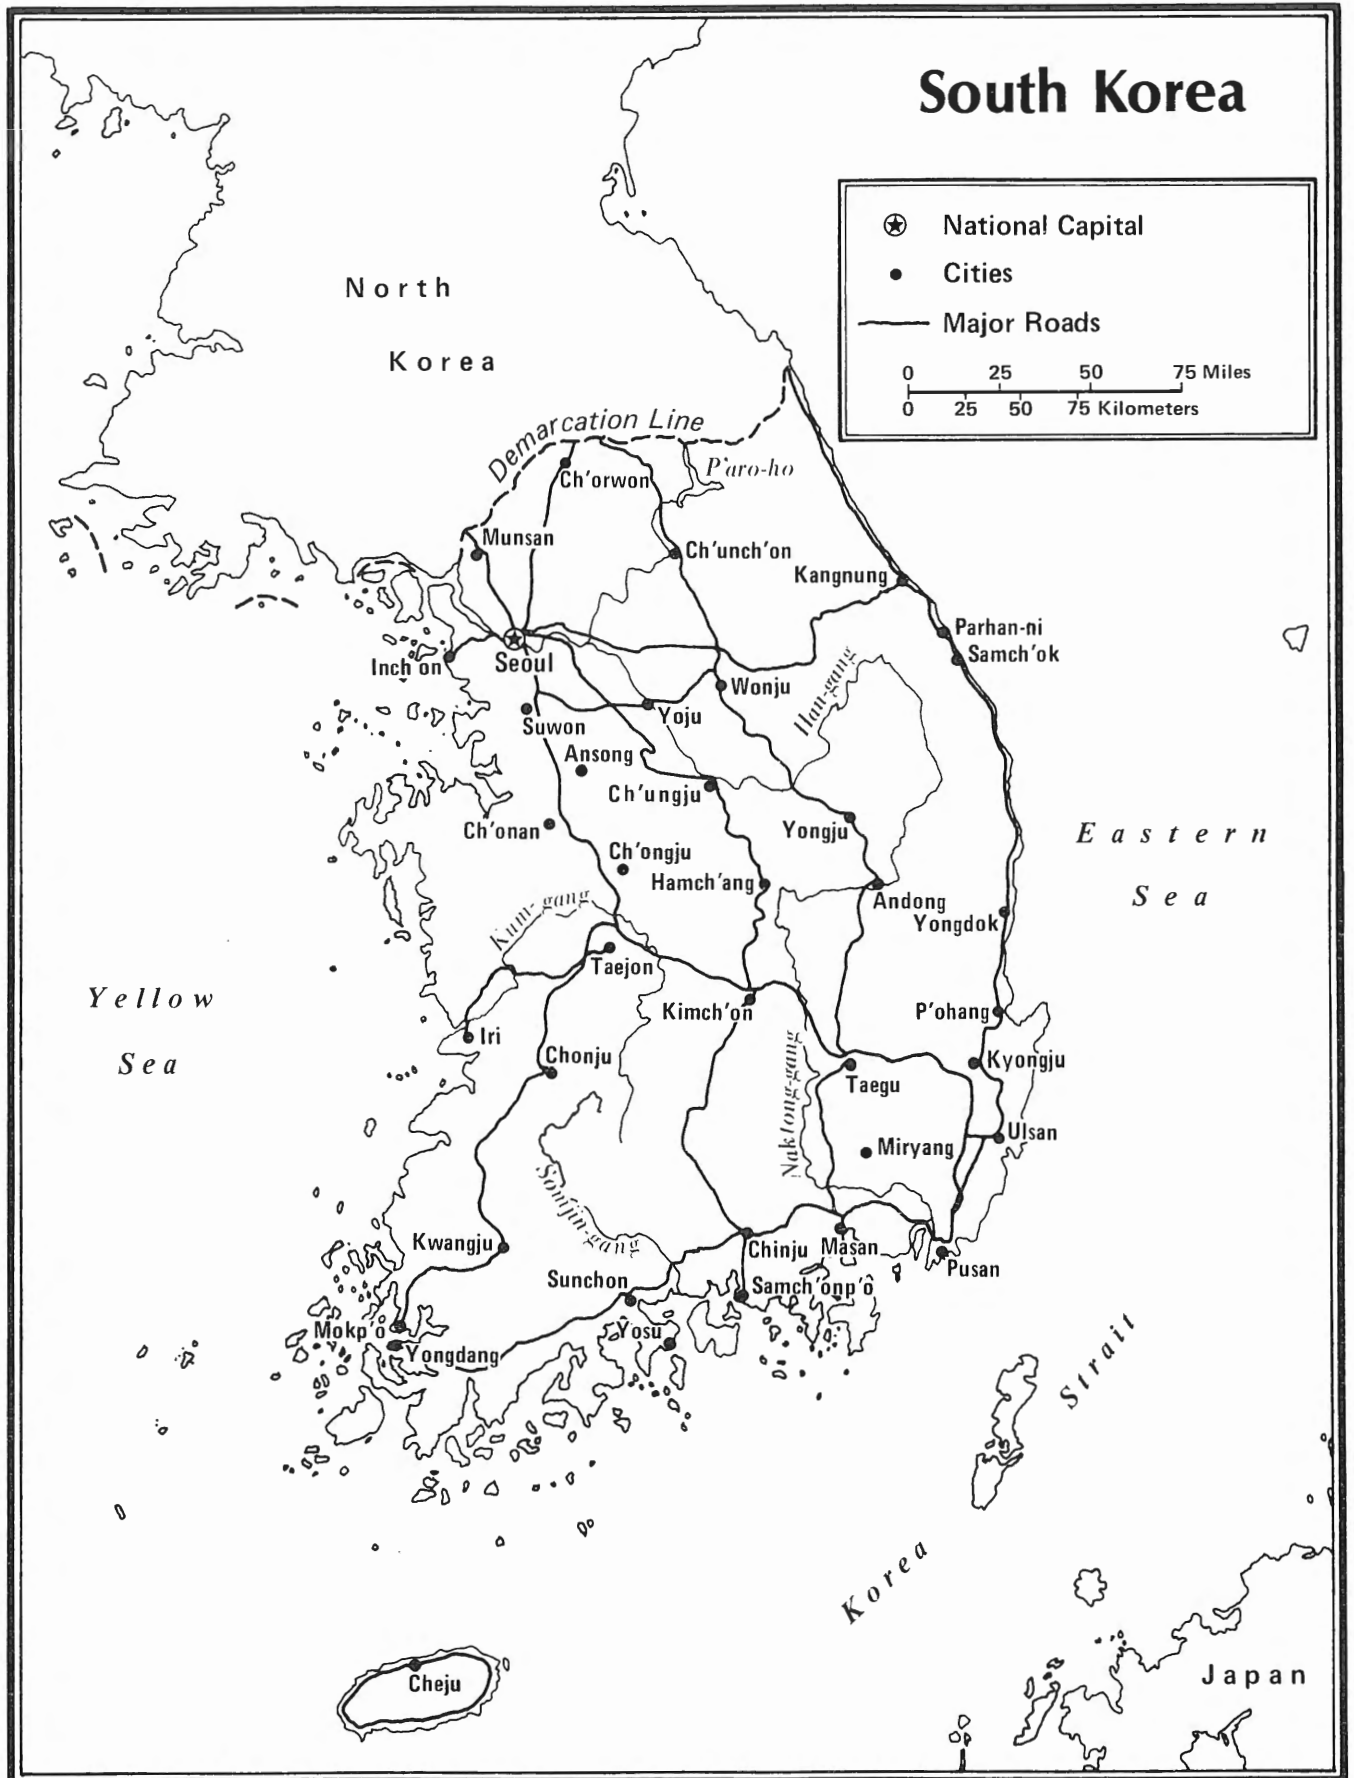 South Korea
National Capital
Cities
Major Roads
0 25 50 75 Miles
0 25 50 75 Kilometers
North
Korea
Demarcation Line
P'aro-ho
Ch'orwon
Munsan
Ch'unch'on
Kangnung
Parhan-ni
Samch'ok
Inch'on
Seoul
Wonju
Han-gang
Suwon
Yoju
Ansong
Ch'ungju
Ch'onan
Yongju
Eastern
Sea
Ch'ongju
Hamch'ang
Andong
Yongdok
Kum-gang
Taejon
Yellow
Sea
Kimch'on
P'ohang
Iri
Chonju
Naktong-gang
Kyongju
Taegu
Ulsan
Miryang
Somjin-gang
Kwangju
Chinju
Masan
Pusan
Sunchon
Samch'onp'ô
Mokp'o
Yosu
Yongdang
Korea Strait
Cheju
Japan